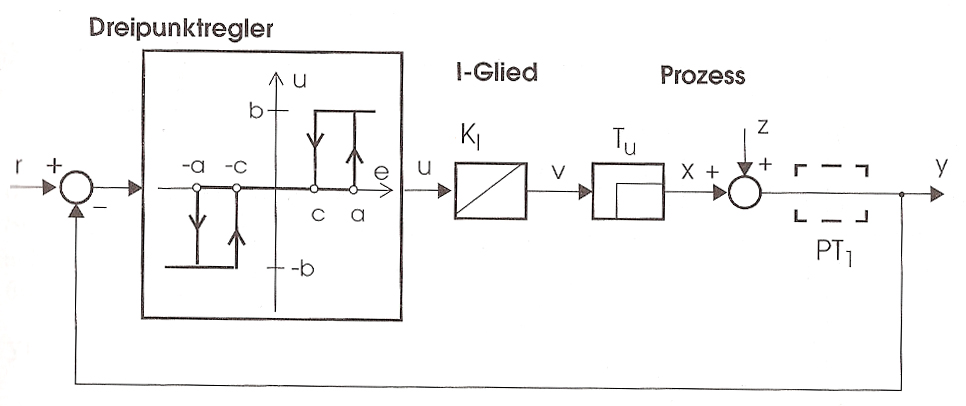 Dreipunktregler
I-Glied
Prozess
u
b
K_I
T_u
z
r + -a -c e u v x + + y
−
c a
-b
PT_1